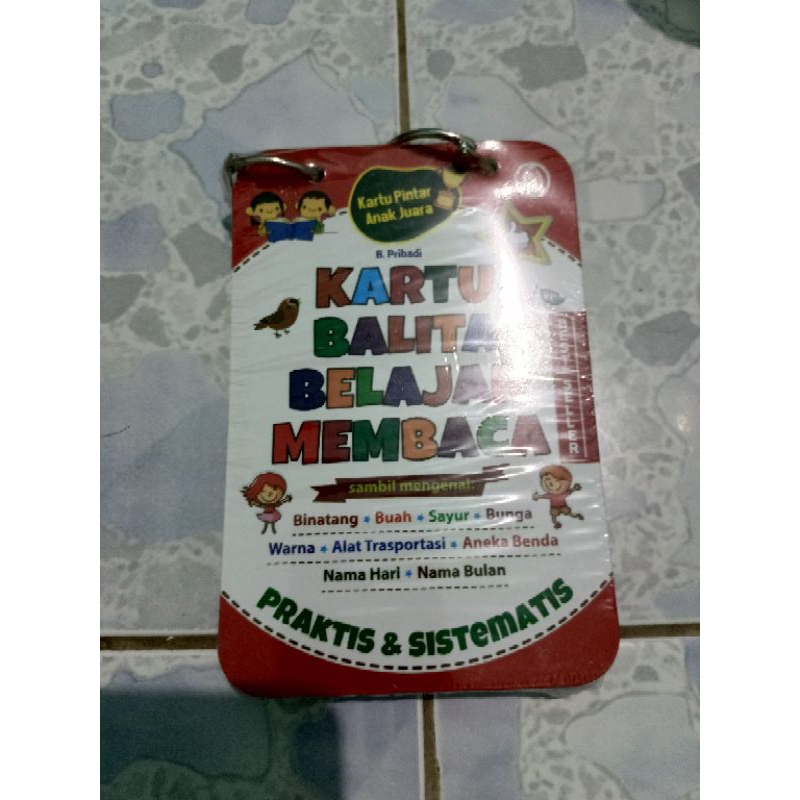 Kartu Pintar
Anak Juara
B. Pribadi
KARTU
BALITA
BELAJAR
MEMBACA
SELLER
sambil mengenal:
Binatang * Buah * Sayur * Bunga
Warna * Alat Trasportasi * Aneka Benda
Nama Hari * Nama Bulan
PRAKTIS & SISTEMATIS